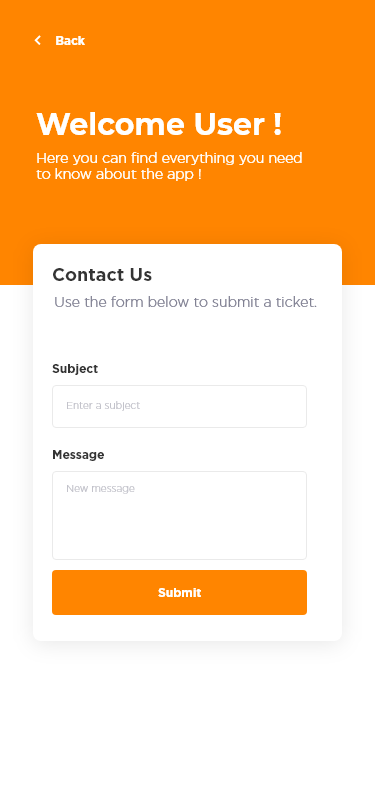 Back
Welcome User !
Here you can find everything you need
to know about the app !
Contact Us
Use the form below to submit a ticket.
Subject
Enter a subject
Message
New message
Submit